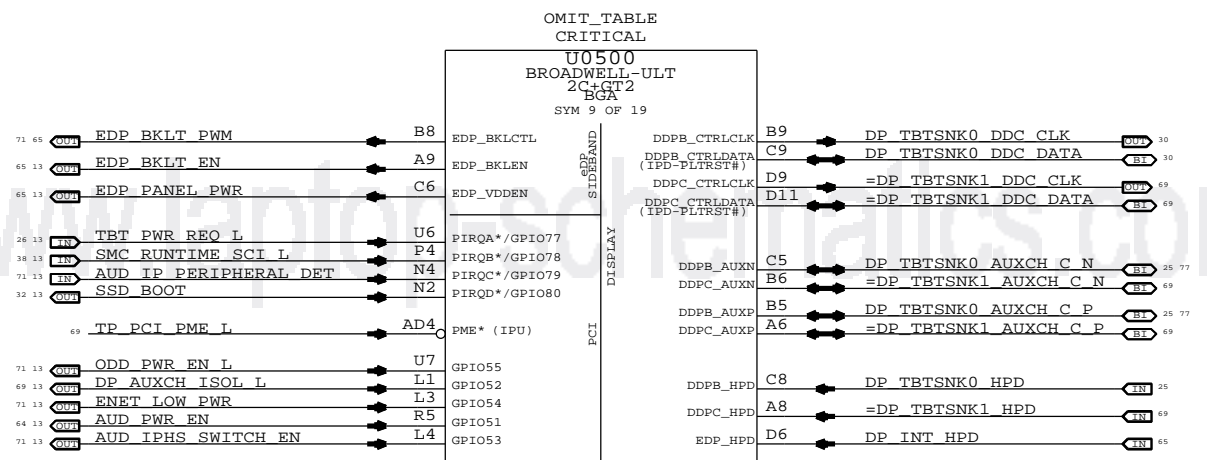 OMIT_TABLE
CRITICAL
U0500
BROADWELL-ULT
2C+GT2
BGA
SYM 9 OF 19
71 65 OUT EDP_BKLT_PWM B8 EDP_BKLCTL
65 13 OUT EDP_BKLT_EN A9 EDP_BKLEN
65 13 OUT EDP_PANEL_PWR C6 EDP_VDDEN
eDP
SIDEBAND
26 13 IN TBT_PWR_REQ_L U6 PIRQA*/GPIO77
38 13 IN SMC_RUNTIME_SCI_L P4 PIRQB*/GPIO78
71 13 IN AUD_IP_PERIPHERAL_DET N4 PIRQC*/GPIO79
32 13 OUT SSD_BOOT N2 PIRQD*/GPIO80
69 TP_PCI_PME_L AD4 PME* (IPU)
PCI
71 13 OUT ODD_PWR_EN_L U7 GPIO55
69 13 OUT DP_AUXCH_ISOL_L L1 GPIO52
71 13 OUT ENET_LOW_PWR L3 GPIO54
64 13 OUT AUD_PWR_EN R5 GPIO51
71 13 OUT AUD_IPHS_SWITCH_EN L4 GPIO53
DISPLAY
DDPB_CTRLCLK B9 DP_TBTSNK0_DDC_CLK OUT 30
DDPB_CTRLDATA C9 DP_TBTSNK0_DDC_DATA BI 30
(IPD-PLTRST#)
DDPC_CTRLCLK D9 =DP_TBTSNK1_DDC_CLK OUT 69
DDPC_CTRLDATA D11 =DP_TBTSNK1_DDC_DATA BI 69
(IPD-PLTRST#)
DDPB_AUXN C5 DP_TBTSNK0_AUXCH_C_N BI 25 77
DDPC_AUXN B6 =DP_TBTSNK1_AUXCH_C_N BI 69
DDPB_AUXP B5 DP_TBTSNK0_AUXCH_C_P BI 25 77
DDPC_AUXP A6 =DP_TBTSNK1_AUXCH_C_P BI 69
DDPB_HPD C8 DP_TBTSNK0_HPD IN 25
DDPC_HPD A8 =DP_TBTSNK1_HPD IN 69
EDP_HPD D6 DP_INT_HPD IN 65
www.laptop-schematics.com